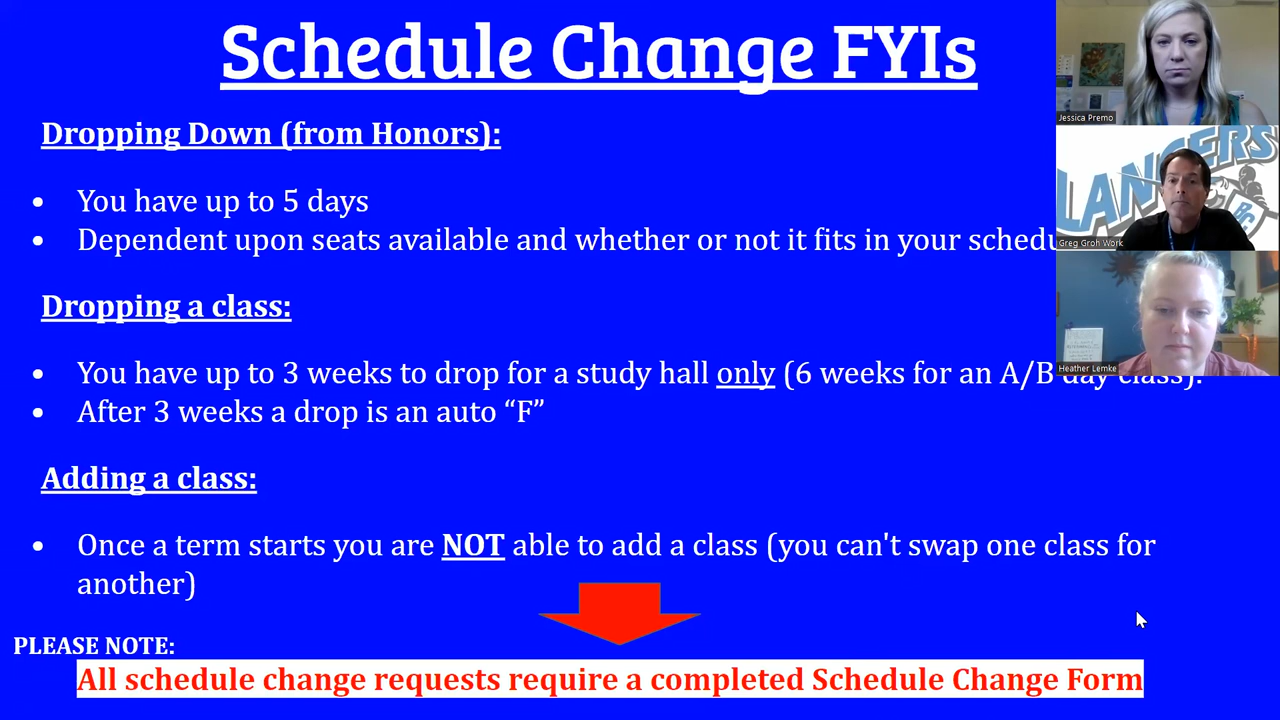 Schedule Change FYIs
Dropping Down (from Honors):
• You have up to 5 days
• Dependent upon seats available and whether or not it fits in your schedu
Dropping a class:
• You have up to 3 weeks to drop for a study hall only (6 weeks for an A/B day class).
• After 3 weeks a drop is an auto “F”
Adding a class:
• Once a term starts you are NOT able to add a class (you can't swap one class for
another)
PLEASE NOTE:
All schedule change requests require a completed Schedule Change Form
Jessica Premo
LANCERS
BC
Greg Groh Work
Heather Lemke